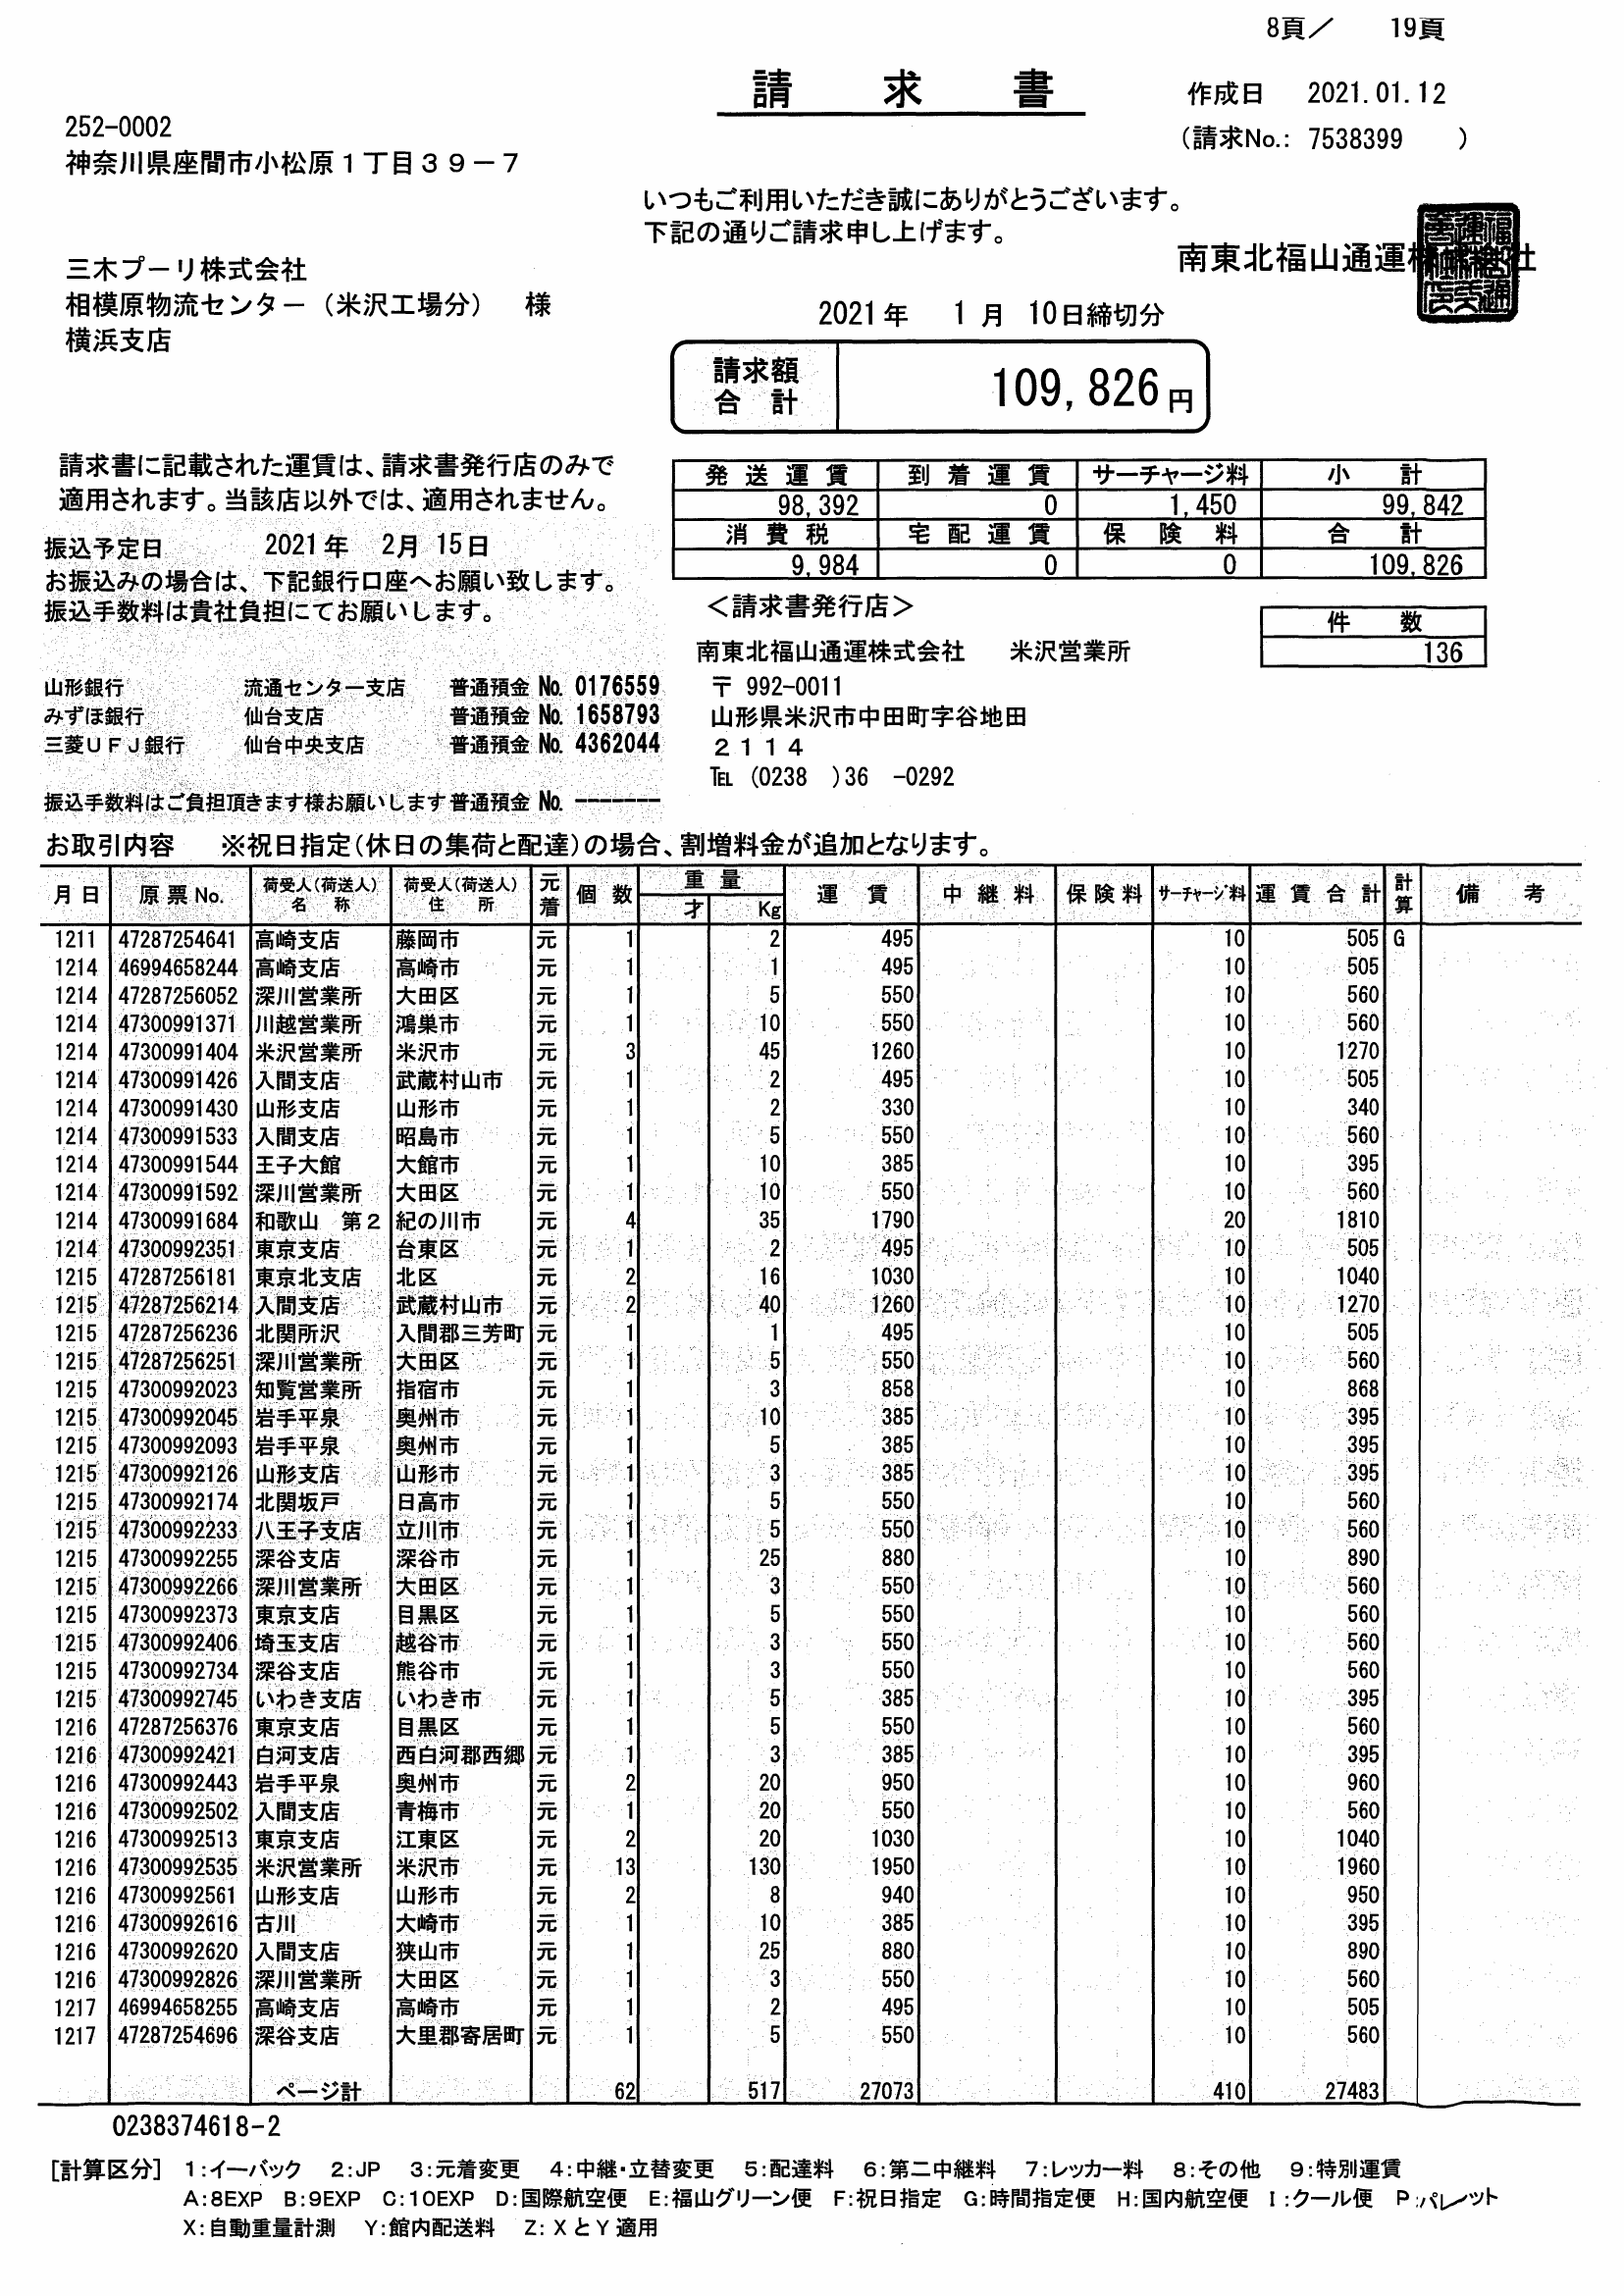 8頁／ 19頁
請求書
作成日 2021.01.12
（請求No.: 7538399 ）
252-0002
神奈川県座間市小松原１丁目３９－７
いつもご利用いただき誠にありがとうございます。
下記の通りご請求申し上げます。
南東北福山通運株式会社
三木プーリ株式会社
相模原物流センター（米沢工場分） 様
横浜支店
2021年 1月 10日締切分
請求額合計 109,826円
請求書に記載された運賃は、請求書発行店のみで
適用されます。当該店以外では、適用されません。
発送運賃 到着運賃 サーチャージ料 小計
98,392 0 1,450 99,842
消費税 宅配運賃 保険料 合計
9,984 0 0 109,826
振込予定日 2021年 2月 15日
お振込みの場合は、下記銀行口座へお願い致します。
振込手数料は貴社負担にてお願いします。
＜請求書発行店＞
件数
136
南東北福山通運株式会社 米沢営業所
〒 992-0011
山形県米沢市中田町字谷地田
２１１４
℡ (0238 )36 -0292
山形銀行 流通センター支店 普通預金 No. 0176559
みずほ銀行 仙台支店 普通預金 No. 1658793
三菱ＵＦＪ銀行 仙台中央支店 普通預金 No. 4362044
振込手数料はご負担頂きます様お願いします 普通預金 No. -------
お取引内容 ※祝日指定（休日の集荷と配達）の場合、割増料金が追加となります。
月日 原票No. 荷受人（荷送人）名称 荷受人（荷送人）住所 元着 個数 重量 才 Kg 運賃 中継料 保険料 サーチャージ料 運賃合計 計算 備考
1211 47287254641 高崎支店 藤岡市 元 1 2 495 10 505 G
1214 46994658244 高崎支店 高崎市 元 1 1 495 10 505
1214 47287256052 深川営業所 大田区 元 1 5 550 10 560
1214 47300991371 川越営業所 鴻巣市 元 1 10 550 10 560
1214 47300991404 米沢営業所 米沢市 元 3 45 1260 10 1270
1214 47300991426 入間支店 武蔵村山市 元 1 2 495 10 505
1214 47300991430 山形支店 山形市 元 1 2 330 10 340
1214 47300991533 入間支店 昭島市 元 1 5 550 10 560
1214 47300991544 王子大館 大館市 元 1 10 385 10 395
1214 47300991592 深川営業所 大田区 元 1 10 550 10 560
1214 47300991684 和歌山 第２ 紀の川市 元 4 35 1790 20 1810
1214 47300992351 東京支店 台東区 元 1 2 495 10 505
1215 47287256181 東京北支店 北区 元 2 16 1030 10 1040
1215 47287256214 入間支店 武蔵村山市 元 2 40 1260 10 1270
1215 47287256236 北関所沢 入間郡三芳町 元 1 1 495 10 505
1215 47287256251 深川営業所 大田区 元 1 5 550 10 560
1215 47300992023 知覧営業所 指宿市 元 1 3 858 10 868
1215 47300992045 岩手平泉 奥州市 元 1 10 385 10 395
1215 47300992093 岩手平泉 奥州市 元 1 5 385 10 395
1215 47300992126 山形支店 山形市 元 1 3 385 10 395
1215 47300992174 北関坂戸 日高市 元 1 5 550 10 560
1215 47300992233 八王子支店 立川市 元 1 5 550 10 560
1215 47300992255 深谷支店 深谷市 元 1 25 880 10 890
1215 47300992266 深川営業所 大田区 元 1 3 550 10 560
1215 47300992373 東京支店 目黒区 元 1 5 550 10 560
1215 47300992406 埼玉支店 越谷市 元 1 3 550 10 560
1215 47300992734 深谷支店 熊谷市 元 1 3 550 10 560
1215 47300992745 いわき支店 いわき市 元 1 5 385 10 395
1216 47287256376 東京支店 目黒区 元 1 5 550 10 560
1216 47300992421 白河支店 西白河郡西郷 元 1 3 385 10 395
1216 47300992443 岩手平泉 奥州市 元 2 20 950 10 960
1216 47300992502 入間支店 青梅市 元 1 20 550 10 560
1216 47300992513 東京支店 江東区 元 2 20 1030 10 1040
1216 47300992535 米沢営業所 米沢市 元 13 130 1950 10 1960
1216 47300992561 山形支店 山形市 元 2 8 940 10 950
1216 47300992616 古川 大崎市 元 1 10 385 10 395
1216 47300992620 入間支店 狭山市 元 1 25 880 10 890
1216 47300992826 深川営業所 大田区 元 1 3 550 10 560
1217 46994658255 高崎支店 高崎市 元 1 2 495 10 505
1217 47287254696 深谷支店 大里郡寄居町 元 1 5 550 10 560
ページ計 62 517 27073 410 27483
0238374618-2
［計算区分］ 1:イーパック 2:JP 3:元着変更 4:中継・立替変更 5:配達料 6:第二中継料 7:レッカー料 8:その他 9:特別運賃
A:8EXP B:9EXP C:10EXP D:国際航空便 E:福山グリーン便 F:祝日指定 G:時間指定便 H:国内航空便 I:クール便 P:パレット
X:自動重量計測 Y:館内配送料 Z:XとY適用